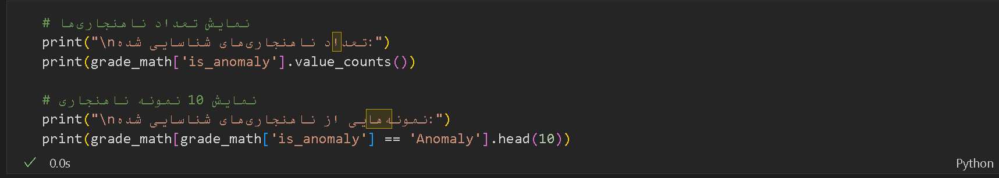 # نمایش تعداد ناهنجاری‌ها
print("\nتعداد ناهنجاری‌های شناسایی شده:")
print(grade_math['is_anomaly'].value_counts())
# نمایش 10 نمونه ناهنجاری
print("\nنمونه‌هایی از ناهنجاری‌های شناسایی شده:")
print(grade_math[grade_math['is_anomaly'] == 'Anomaly'].head(10))
✓ 0.0s
Python